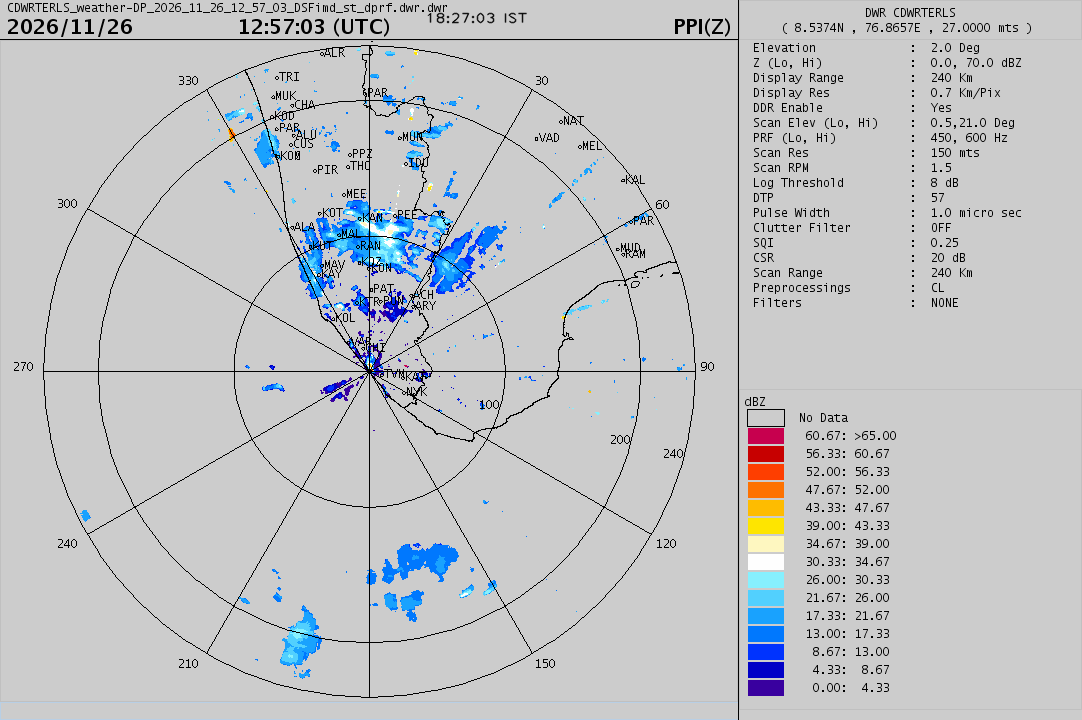 CDWRTERLS_weather-DP_2026_11_26_12_57_03_DSFimd_st_dprf.dwr.dwr
2026/11/26 12:57:03 (UTC) 18:27:03 IST PPI(Z)
DWR CDWRTERLS
( 8.5374N , 76.8657E , 27.0000 mts )
Elevation : 2.0 Deg
Z (Lo, Hi) : 0.0, 70.0 dBZ
Display Range : 240 Km
Display Res : 0.7 Km/Pix
DDR Enable : Yes
Scan Elev (Lo, Hi) : 0.5,21.0 Deg
PRF (Lo, Hi) : 450, 600 Hz
Scan Res : 150 mts
Scan RPM : 1.5
Log Threshold : 8 dB
DTP : 57
Pulse Width : 1.0 micro sec
Clutter Filter : OFF
SQI : 0.25
CSR : 20 dB
Scan Range : 240 Km
Preprocessings : CL
Filters : NONE
dBZ
No Data
60.67: >65.00
56.33: 60.67
52.00: 56.33
47.67: 52.00
43.33: 47.67
39.00: 43.33
34.67: 39.00
30.33: 34.67
26.00: 30.33
21.67: 26.00
17.33: 21.67
13.00: 17.33
8.67: 13.00
4.33: 8.67
0.00: 4.33
ALR
330
TRI
30
MUK
PAR
CHA
KOD
NAT
PAR
ALU
MUN
VAD
CUS
MEL
KOM
PPZ
IDU
PIR
THO
KAL
MEE
300
60
KOT
KAN
PEE
PAR
ALA
MAL
KUT
RAN
MUD
RAM
MAV
KOZ
KON
KAY
PAT
ACH
KTR
PUN
ARY
KOL
VAR
270
90
TVM
KAT
NYK
100
200
240
240
120
210
150